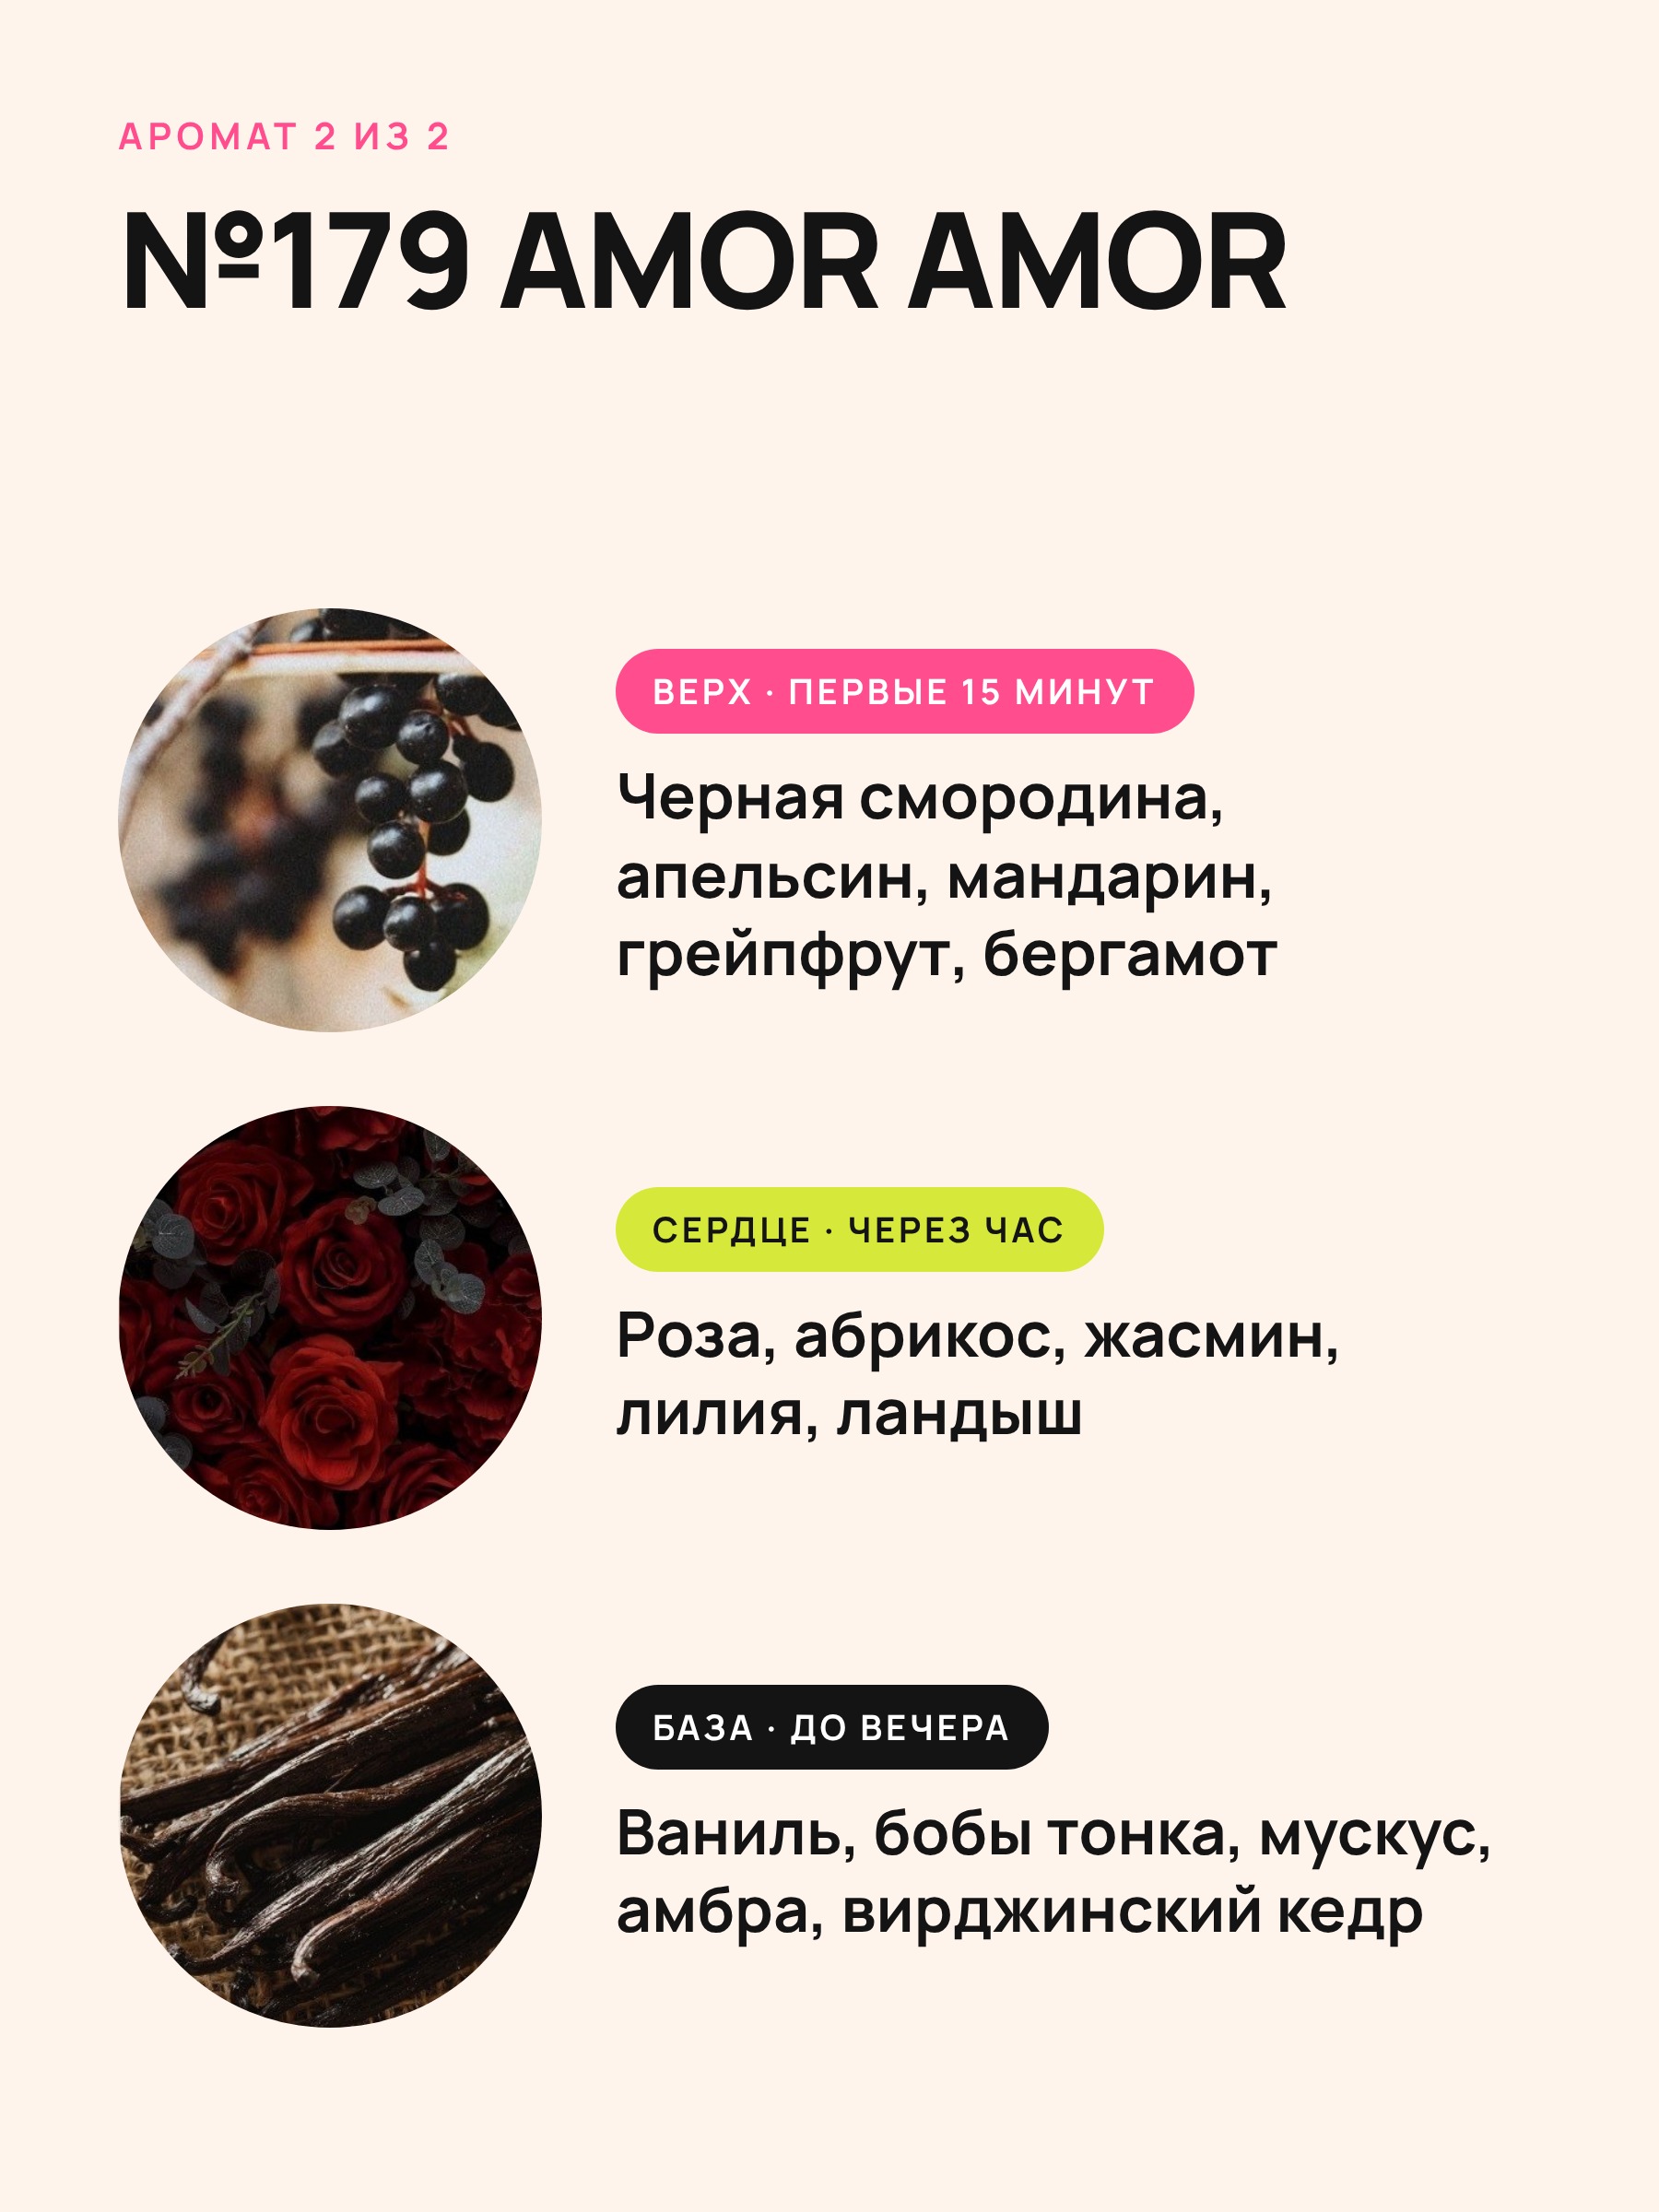 АРОМАТ 2 ИЗ 2
№179 AMOR AMOR
ВЕРХ · ПЕРВЫЕ 15 МИНУТ
Черная смородина,
апельсин, мандарин,
грейпфрут, бергамот
СЕРДЦЕ · ЧЕРЕЗ ЧАС
Роза, абрикос, жасмин,
лилия, ландыш
БАЗА · ДО ВЕЧЕРА
Ваниль, бобы тонка, мускус,
амбра, вирджинский кедр